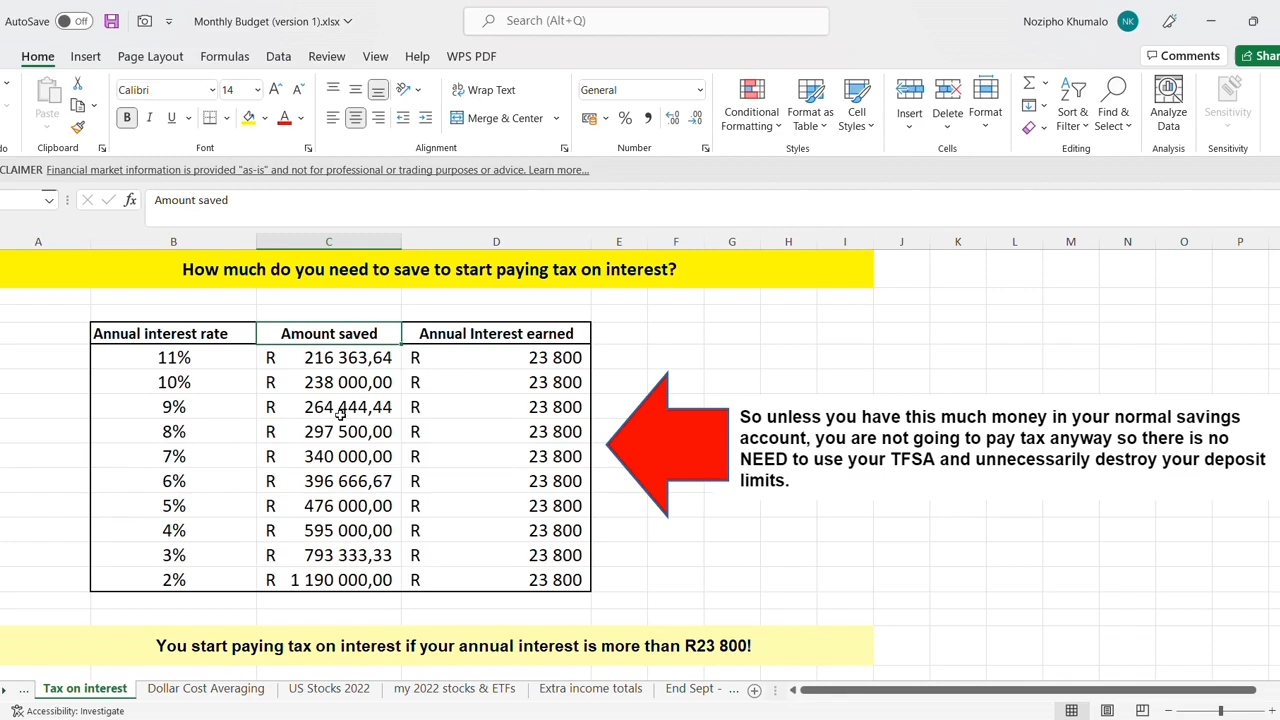 AutoSave Off Monthly Budget (version 1).xlsx Search (Alt+Q) Nozipho Khumalo NK
Home Insert Page Layout Formulas Data Review View Help WPS PDF Comments Shar
Paste Calibri 14 Wrap Text General Conditional Formatting Format as Table Cell Styles Insert Delete Format Sort & Filter Find & Select Analyze Data Sensitivity
B I U A Merge & Center %
Clipboard Font Alignment Number Styles Cells Editing Analysis Sensitivity
CLAIMER Financial market information is provided "as-is" and not for professional or trading purposes or advice. Learn more...
fx Amount saved
A B C D E F G H I J K L M N O P
How much do you need to save to start paying tax on interest?
Annual interest rate Amount saved Annual Interest earned
11% R 216 363,64 R 23 800
10% R 238 000,00 R 23 800
9% R 264 444,44 R 23 800
8% R 297 500,00 R 23 800
7% R 340 000,00 R 23 800
6% R 396 666,67 R 23 800
5% R 476 000,00 R 23 800
4% R 595 000,00 R 23 800
3% R 793 333,33 R 23 800
2% R 1 190 000,00 R 23 800
So unless you have this much money in your normal savings
account, you are not going to pay tax anyway so there is no
NEED to use your TFSA and unnecessarily destroy your deposit
limits.
You start paying tax on interest if your annual interest is more than R23 800!
... Tax on interest Dollar Cost Averaging US Stocks 2022 my 2022 stocks & ETFs Extra income totals End Sept - ...
Accessibility: Investigate